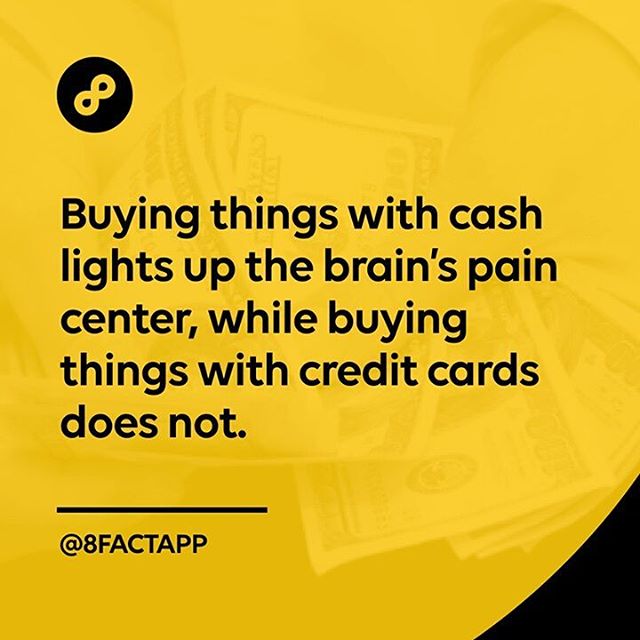 Buying things with cash
lights up the brain's pain
center, while buying
things with credit cards
does not.
@8FACTAPP